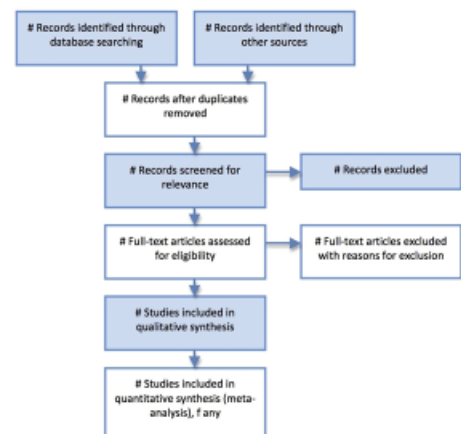 # Records identified through
database searching
# Records identified through
other sources
# Records after duplicates
removed
# Records screened for
relevance
# Records excluded
# Full-text articles assessed
for eligibility
# Full-text articles excluded
with reasons for exclusion
# Studies included in
qualitative synthesis
# Studies included in
quantitative synthesis (meta-
analysis), f any